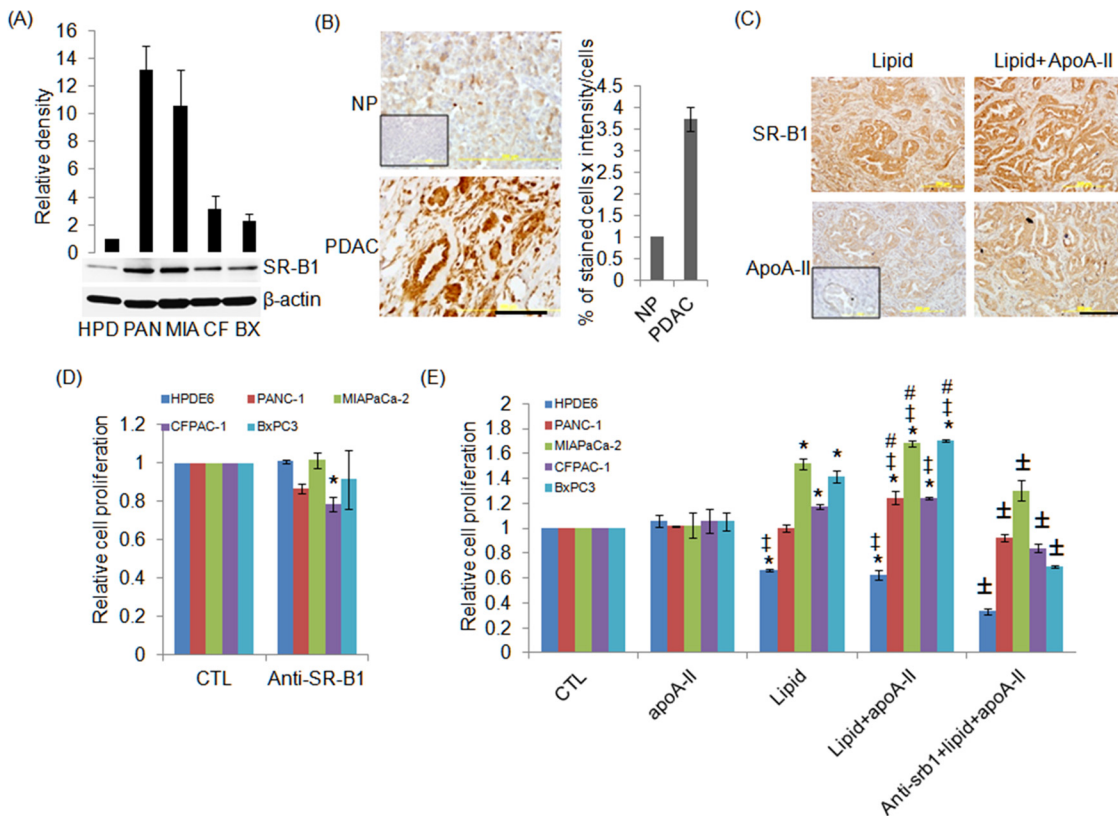 (A)
16
14
12
10
8
6
4
2
0
Relative density
SR-B1
β-actin
HPD PAN MIA CF BX
(B)
NP
PDAC
% of stained cells x intensity/cells
4.5
4
3.5
3
2.5
2
1.5
1
0.5
0
NP
PDAC
(C)
Lipid Lipid+ApoA-II
SR-B1
ApoA-II
(D)
HPDE6 PANC-1 MIAPaCa-2
CFPAC-1 BxPC3
Relative cell proliferation
1.2
1
0.8
0.6
0.4
0.2
0
*
CTL Anti-SR-B1
(E)
Relative cell proliferation
2
1.8
1.6
1.4
1.2
1
0.8
0.6
0.4
0.2
0
HPDE6
PANC-1
MIAPaCa-2
CFPAC-1
BxPC3
‡* * * *
‡* #‡* #‡* ‡* #‡*
± ± ± ± ±
CTL
apoA-II
Lipid
Lipid+apoA-II
Anti-srb1+lipid+apoA-II